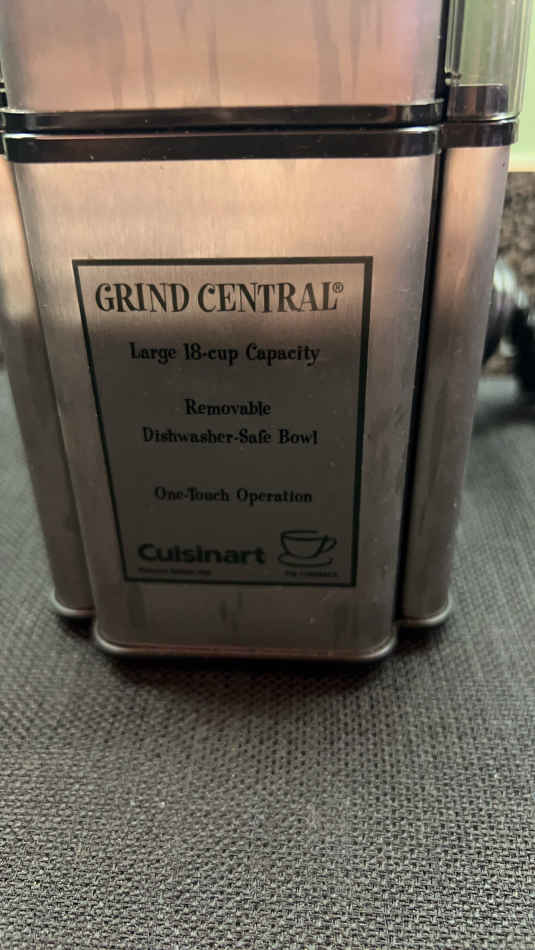 GRIND CENTRAL®
Large 18-cup Capacity
Removable
Dishwasher-Safe Bowl
One-Touch Operation
Cuisinart